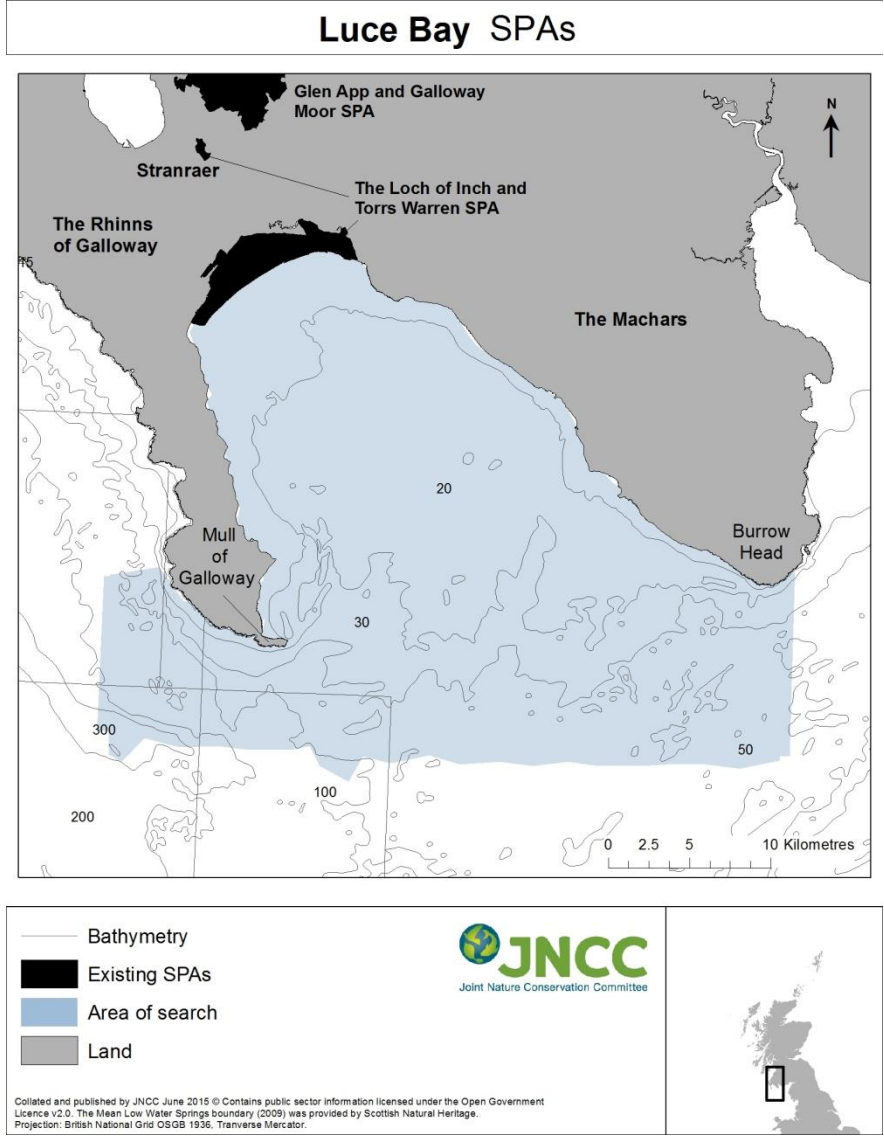 Luce Bay SPAs
Glen App and Galloway
Moor SPA
N
Stranraer
The Loch of Inch and
Torrs Warren SPA
The Rhinns
of Galloway
15
The Machars
20
Mull
of
Galloway
Burrow
Head
30
300
50
100
200
0 2.5 5 10 Kilometres
Bathymetry
Existing SPAs
Area of search
Land
JNCC
Joint Nature Conservation Committee
Collated and published by JNCC June 2015 © Contains public sector information licensed under the Open Government
Licence v2.0. The Mean Low Water Springs boundary (2009) was provided by Scottish Natural Heritage.
Projection: British National Grid OSGB 1936, Tranverse Mercator.